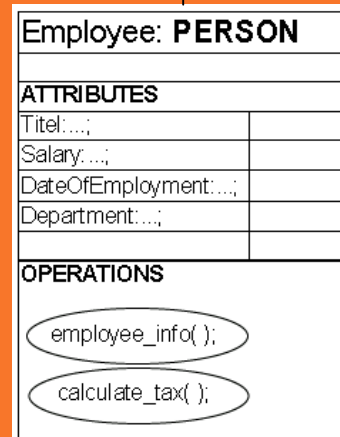 Employee: PERSON
ATTRIBUTES
Titel:...;
Salary:...;
DateOfEmployment:...;
Department:...;
OPERATIONS
employee_info( );
calculate_tax( );